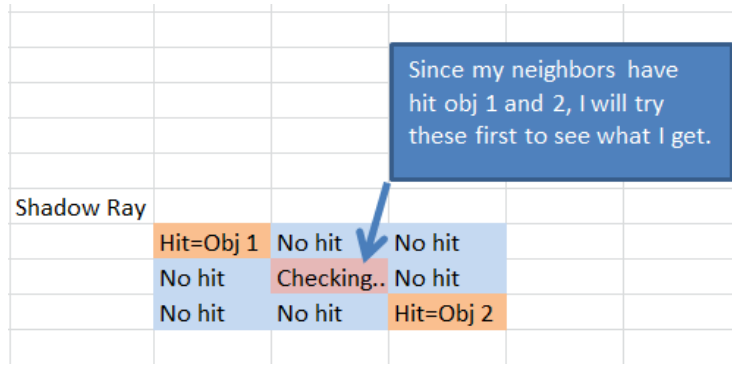 Since my neighbors have
hit obj 1 and 2, I will try
these first to see what I get.
Shadow Ray
Hit=Obj 1 No hit No hit
No hit Checking.. No hit
No hit No hit Hit=Obj 2